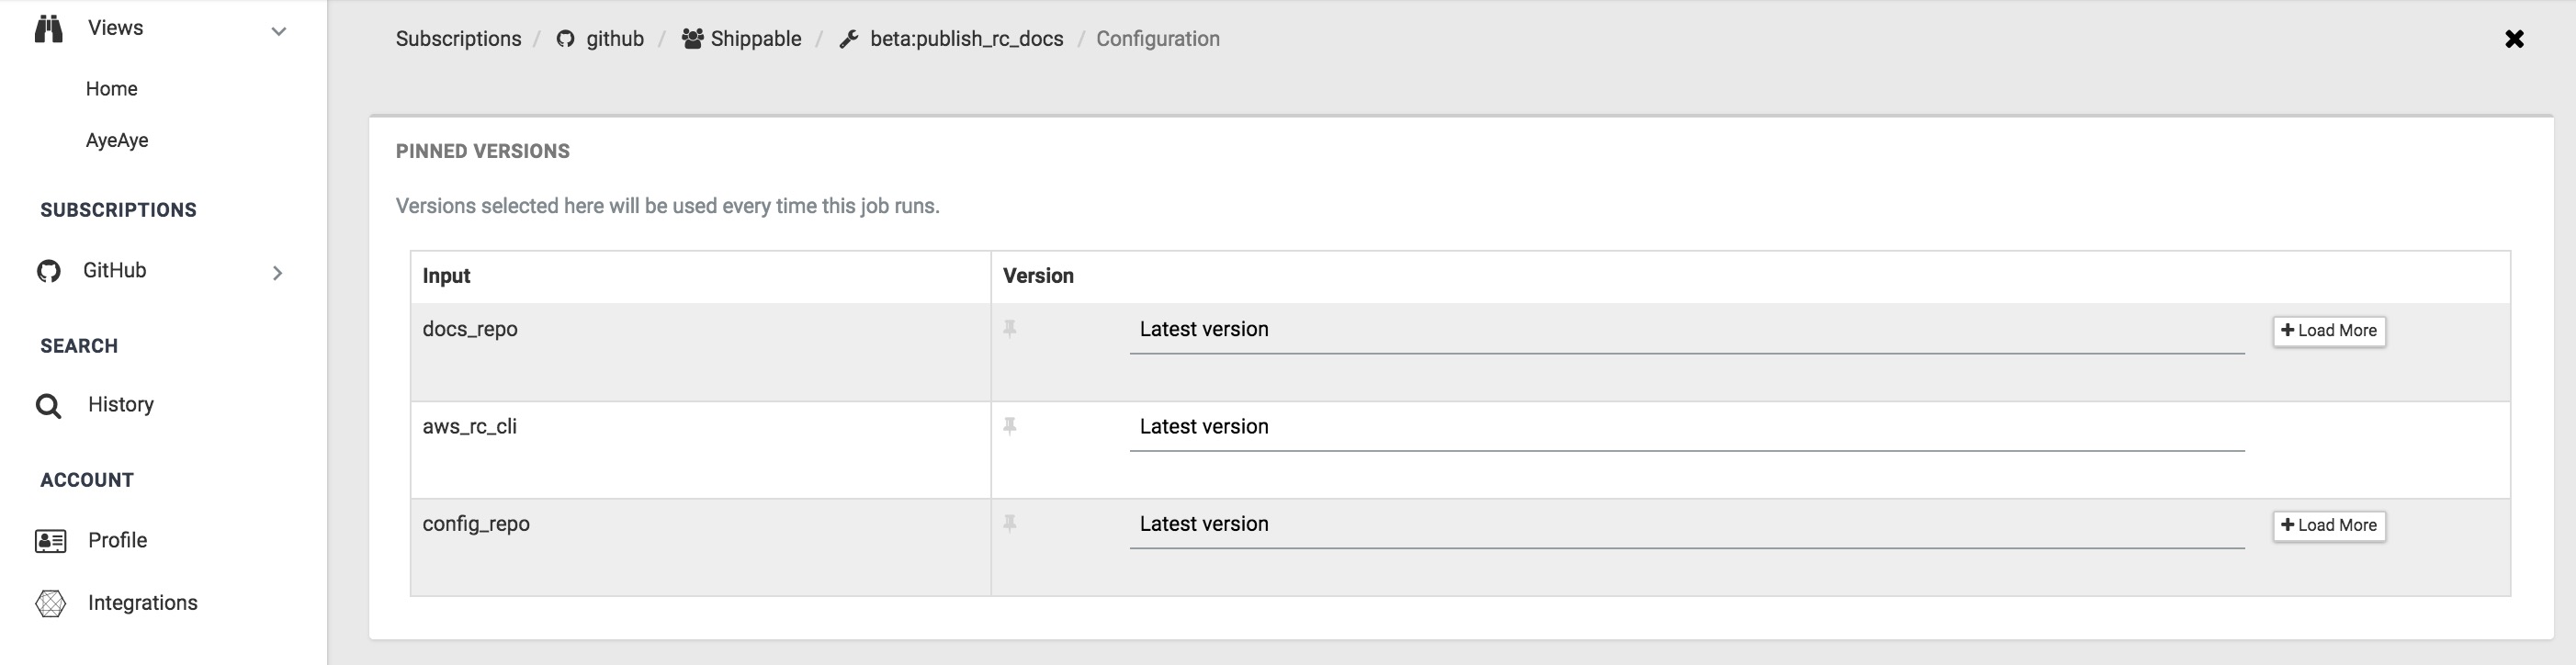 Views
Home
AyeAye
SUBSCRIPTIONS
GitHub
SEARCH
History
ACCOUNT
Profile
Integrations
Subscriptions / github / Shippable / beta:publish_rc_docs / Configuration
PINNED VERSIONS
Versions selected here will be used every time this job runs.
Input Version
docs_repo Latest version Load More
aws_rc_cli Latest version
config_repo Latest version Load More